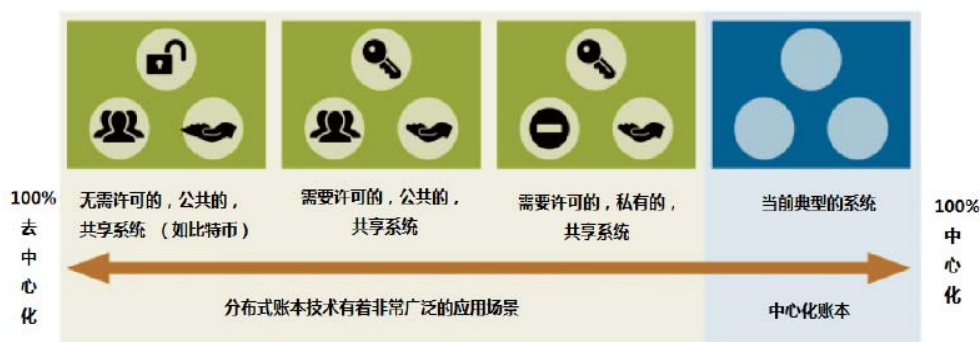 无需许可的，公共的，
共享系统 （如比特币）
需要许可的，公共的，
共享系统
需要许可的，私有的，
共享系统
当前典型的系统
100%
去
中
心
化
100%
中
心
化
分布式账本技术有着非常广泛的应用场景
中心化账本